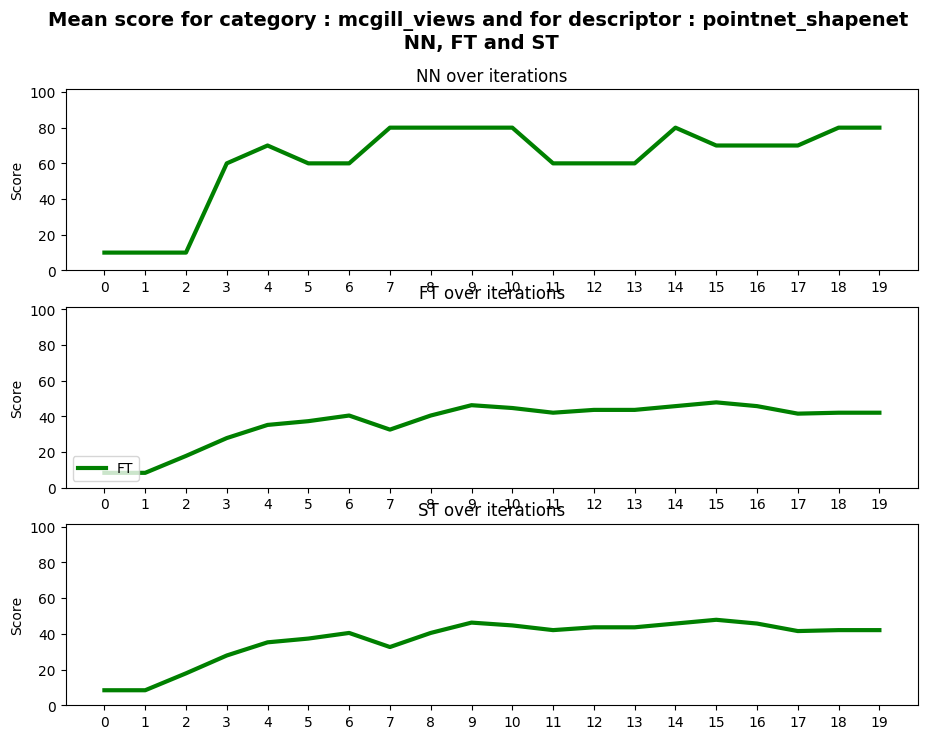 Mean score for category : mcgill_views and for descriptor : pointnet_shapenet
NN, FT and ST
NN over iterations
100
80
60
40
20
0
Score
0 1 2 3 4 5 6 7 8 9 10 11 12 13 14 15 16 17 18 19
FT over iterations
100
80
60
40
20
0
Score
FT
0 1 2 3 4 5 6 7 8 9 10 11 12 13 14 15 16 17 18 19
ST over iterations
100
80
60
40
20
0
Score
0 1 2 3 4 5 6 7 8 9 10 11 12 13 14 15 16 17 18 19